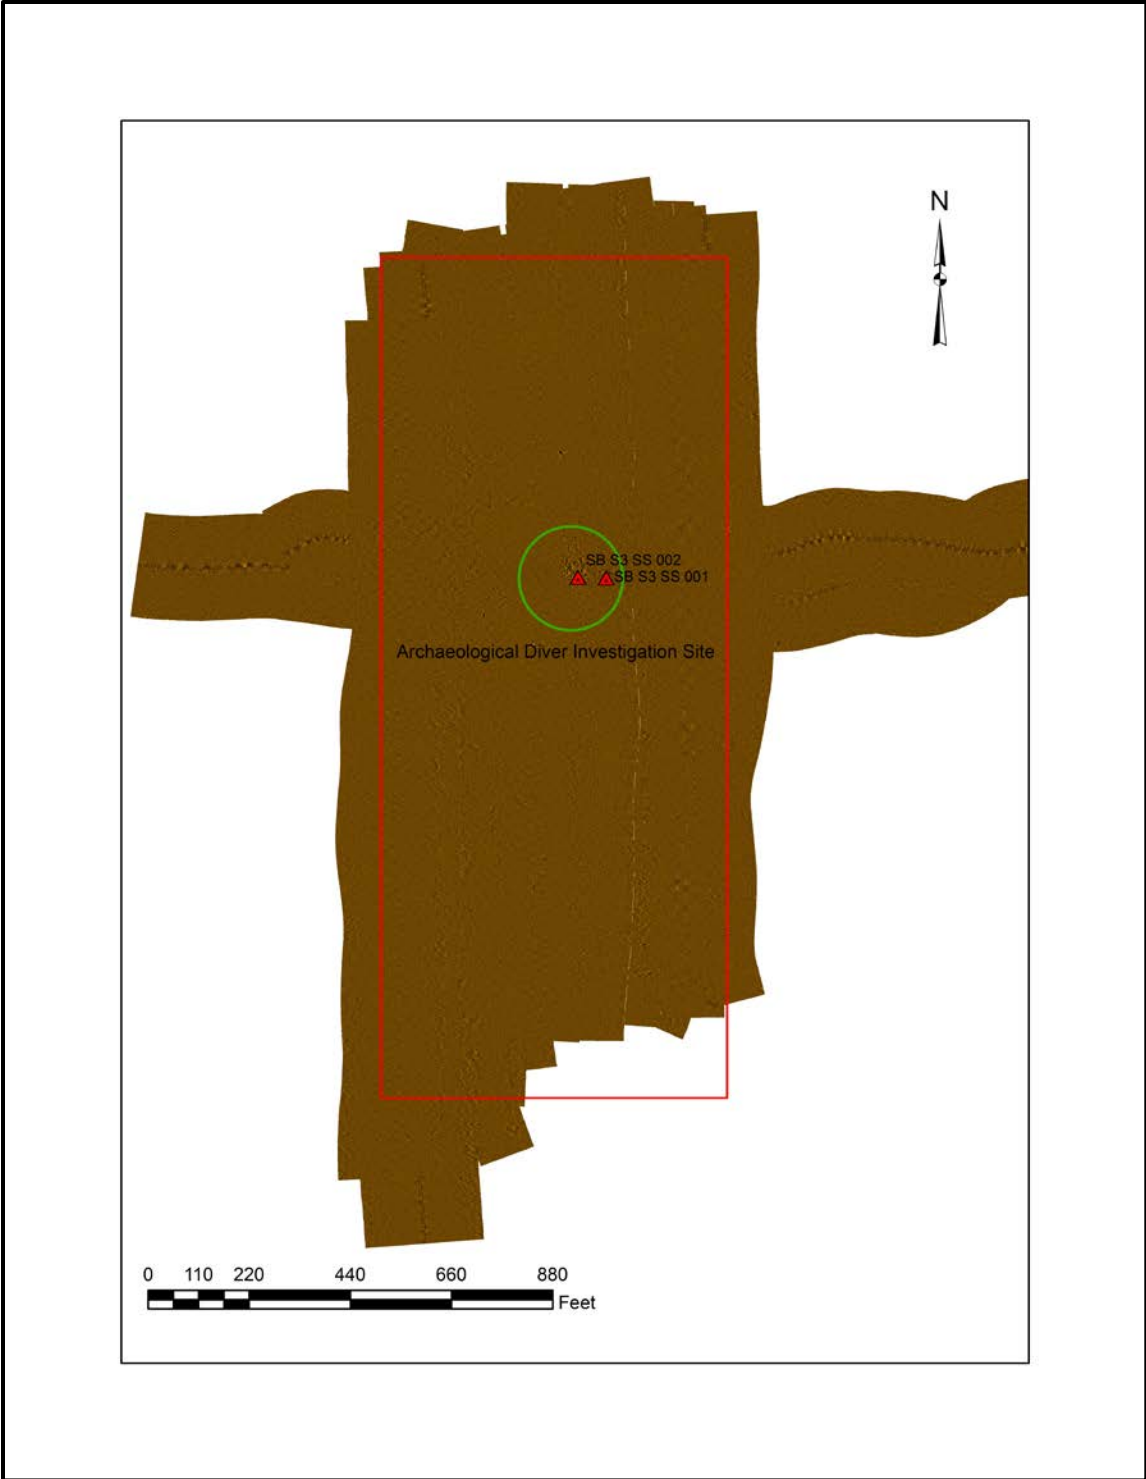 N
SB S3 SS 002
SB S3 SS 001
Archaeological Diver Investigation Site
0 110 220 440 660 880
Feet